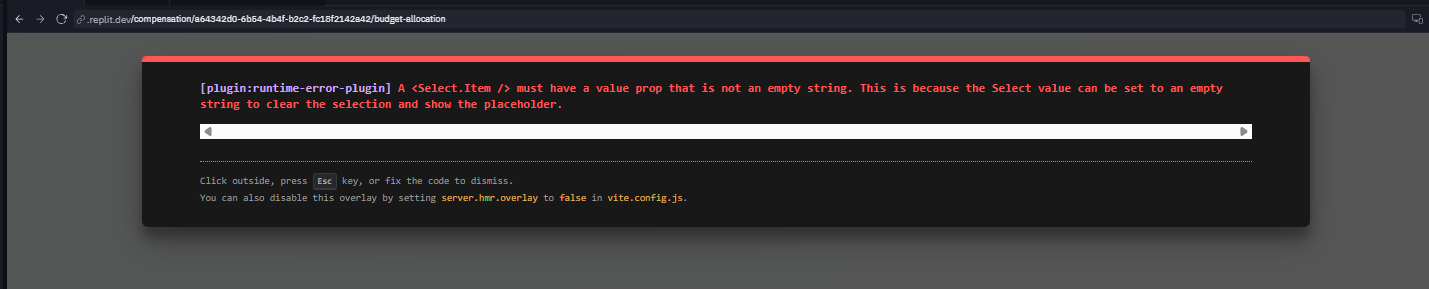 .replit.dev/compensation/a64342d0-6b54-4b4f-b2c2-fc18f2142a42/budget-allocation
[plugin:runtime-error-plugin] A <Select.Item /> must have a value prop that is not an empty string. This is because the Select value can be set to an empty
string to clear the selection and show the placeholder.
Click outside, press Esc key, or fix the code to dismiss.
You can also disable this overlay by setting server.hmr.overlay to false in vite.config.js.